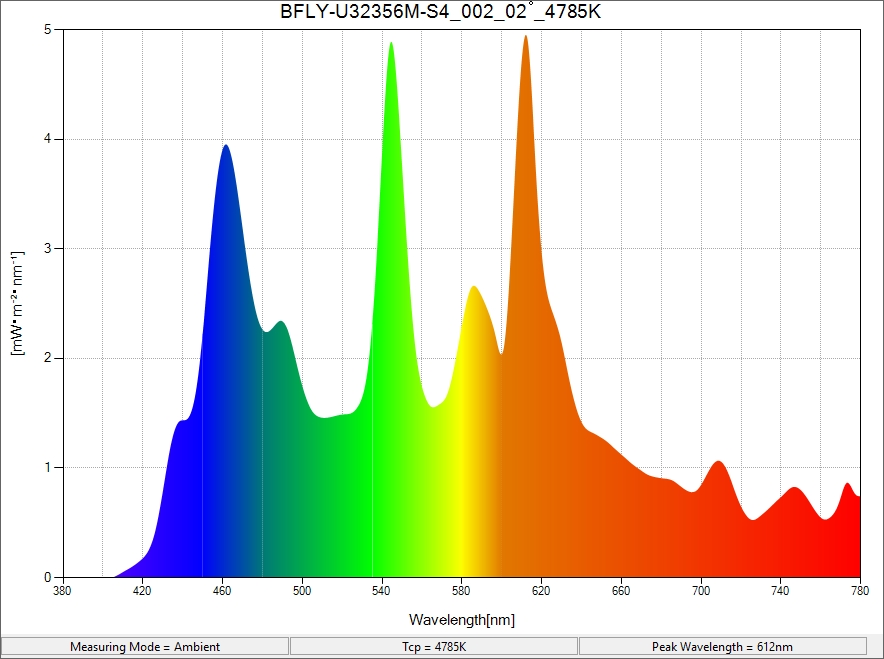 BFLY-U32356M-S4_002_02°_4785K
5
4
3
2
1
0
[mW•m⁻²•nm⁻¹]
380 420 460 500 540 580 620 660 700 740 780
Wavelength[nm]
Measuring Mode = Ambient Tcp = 4785K Peak Wavelength = 612nm